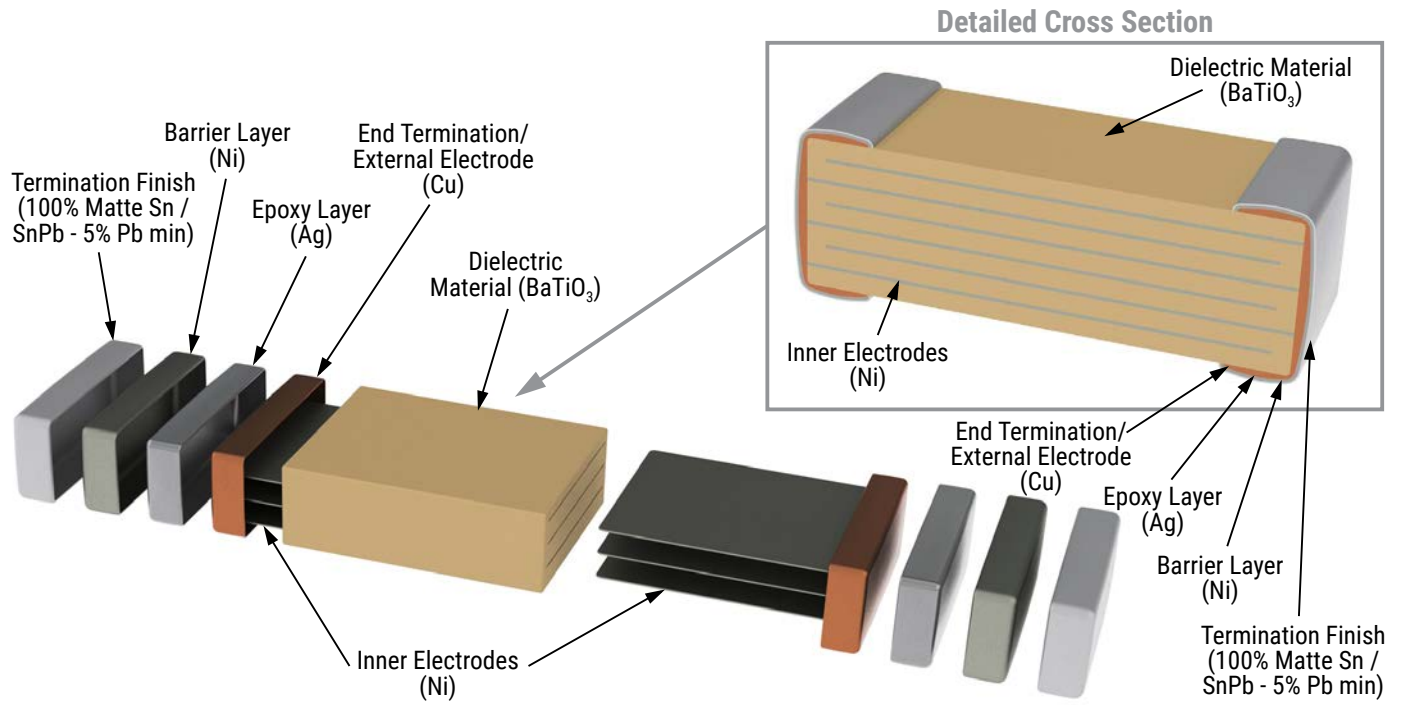 Detailed Cross Section
Dielectric Material
(BaTiO₃)
Inner Electrodes
(Ni)
End Termination/
External Electrode
(Cu)
Epoxy Layer
(Ag)
Barrier Layer
(Ni)
Termination Finish
(100% Matte Sn /
SnPb - 5% Pb min)
Termination Finish
(100% Matte Sn /
SnPb - 5% Pb min)
Barrier Layer
(Ni)
Epoxy Layer
(Ag)
End Termination/
External Electrode
(Cu)
Dielectric
Material (BaTiO₃)
Inner Electrodes
(Ni)